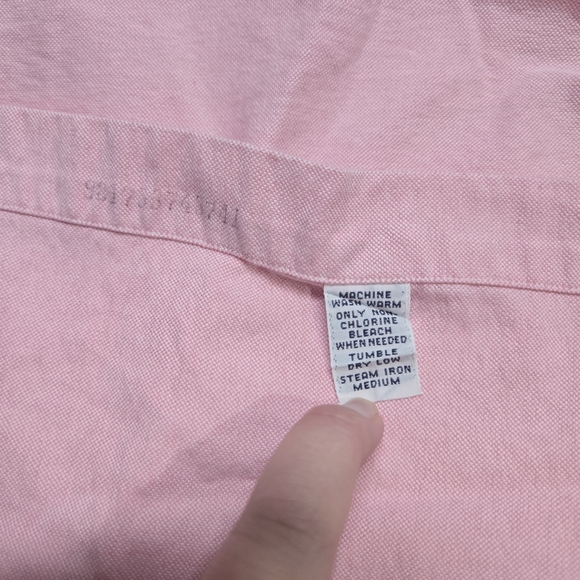 MACHINE
WASH WARM
ONLY NON-
CHLORINE
BLEACH
WHEN NEEDED
TUMBLE
DRY LOW
STEAM IRON
MEDIUM